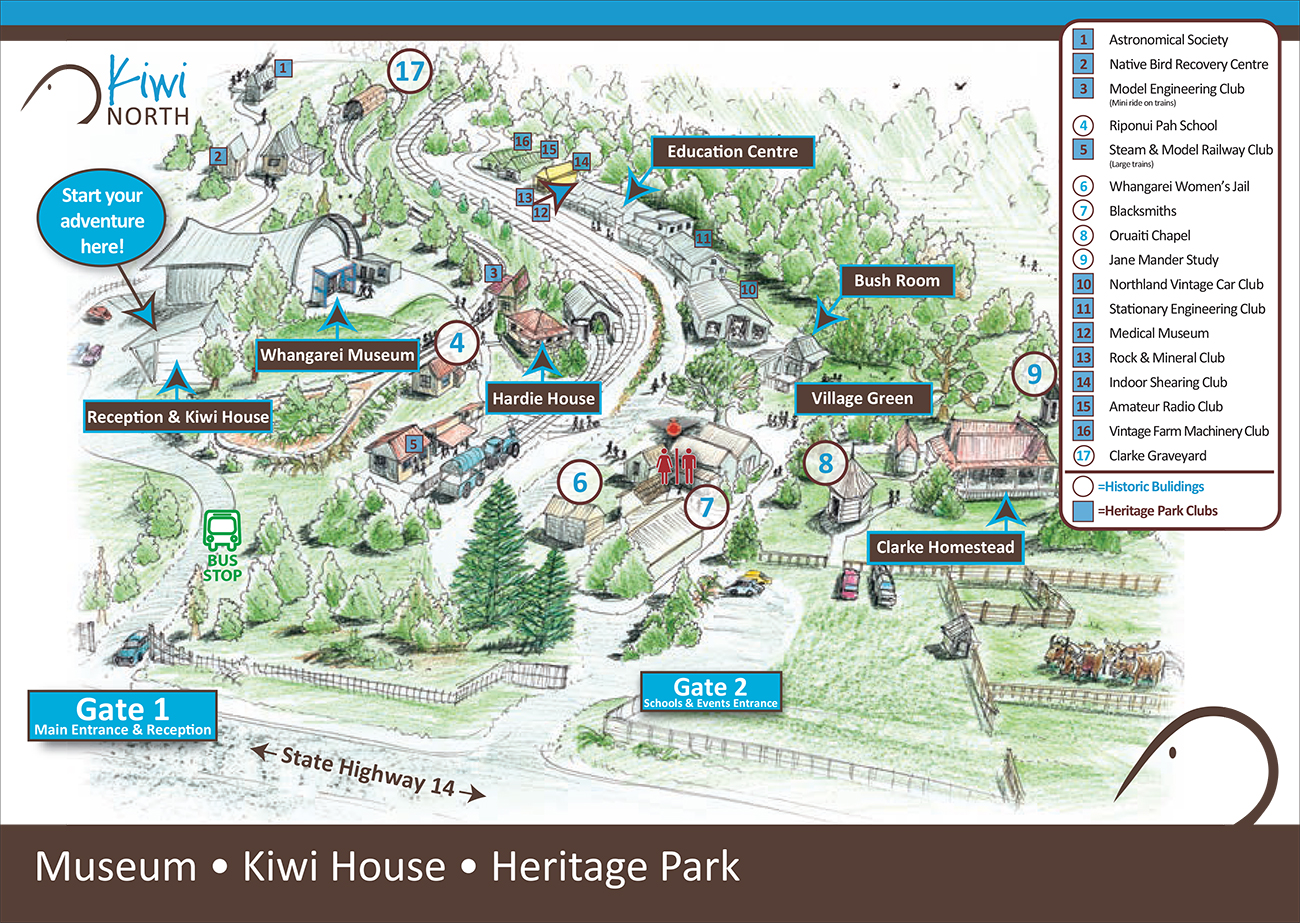 Kiwi
NORTH
Start your
adventure
here!
1
17
2
16
15
14
13
12
Education Centre
11
3
10
Bush Room
4
Whangarei Museum
Hardie House
9
Reception & Kiwi House
Village Green
5
8
6
7
Clarke Homestead
BUS
STOP
Gate 1
Main Entrance & Reception
Gate 2
Schools & Events Entrance
State Highway 14
1 Astronomical Society
2 Native Bird Recovery Centre
3 Model Engineering Club
(Mini ride on trains)
4 Riponui Pah School
5 Steam & Model Railway Club
(Large trains)
6 Whangarei Women's Jail
7 Blacksmiths
8 Oruaiti Chapel
9 Jane Mander Study
10 Northland Vintage Car Club
11 Stationary Engineering Club
12 Medical Museum
13 Rock & Mineral Club
14 Indoor Shearing Club
15 Amateur Radio Club
16 Vintage Farm Machinery Club
17 Clarke Graveyard
=Historic Bulidings
=Heritage Park Clubs
Museum • Kiwi House • Heritage Park